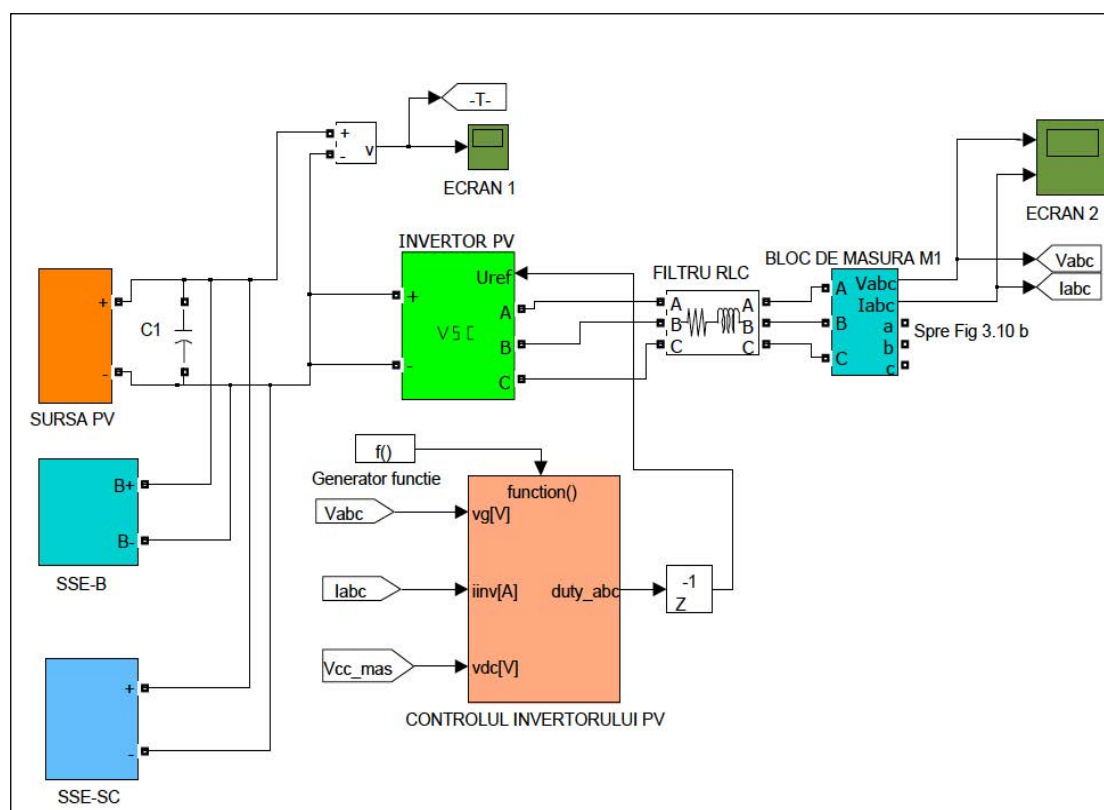 -T-
+
-
v
ECRAN 1
ECRAN 2
INVERTOR PV
Uref
+
-
VSC
A
B
C
FILTRU RLC
A
B
C
A
B
C
BLOC DE MASURA M1
A
B
C
Vabc
Iabc
a
b
c
Vabc
Iabc
Spre Fig 3.10 b
+
-
C1
SURSA PV
B+
B-
SSE-B
+
-
SSE-SC
f()
Generator functie
Vabc
Iabc
Vcc_mas
function()
vg[V]
iinv[A]
duty_abc
vdc[V]
-1
Z
CONTROLUL INVERTORULUI PV